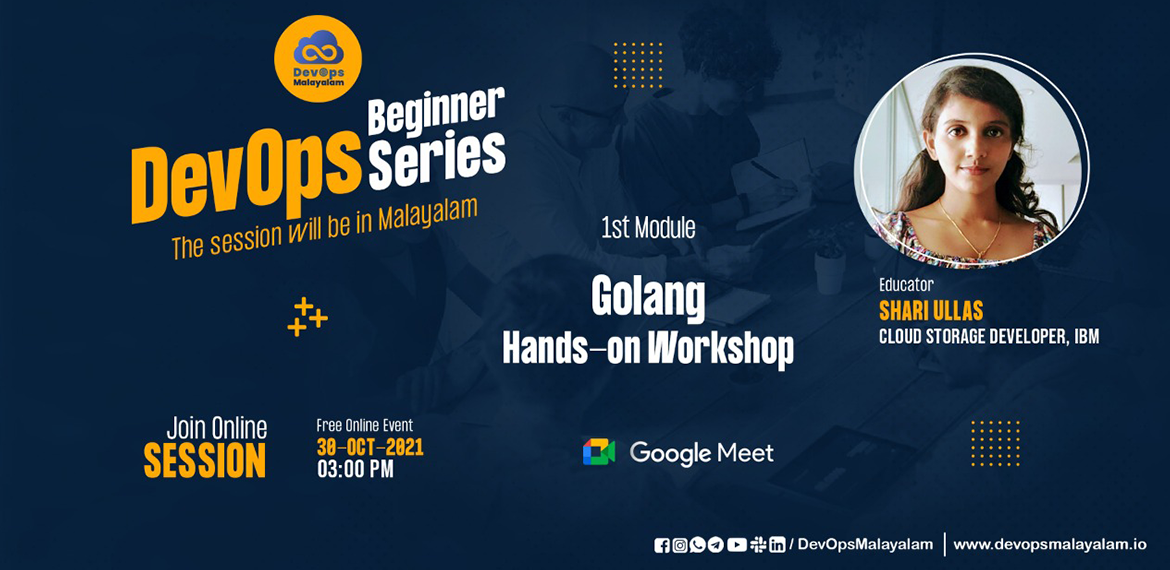 DevOps
Malayalam
DevOps Beginner
Series
The session will be in Malayalam
1st Module
Golang
Hands-on Workshop
Educator
SHARI ULLAS
CLOUD STORAGE DEVELOPER, IBM
Join Online
SESSION
Free Online Event
30-OCT-2021
03:00 PM
Google Meet
/ DevOpsMalayalam | www.devopsmalayalam.io